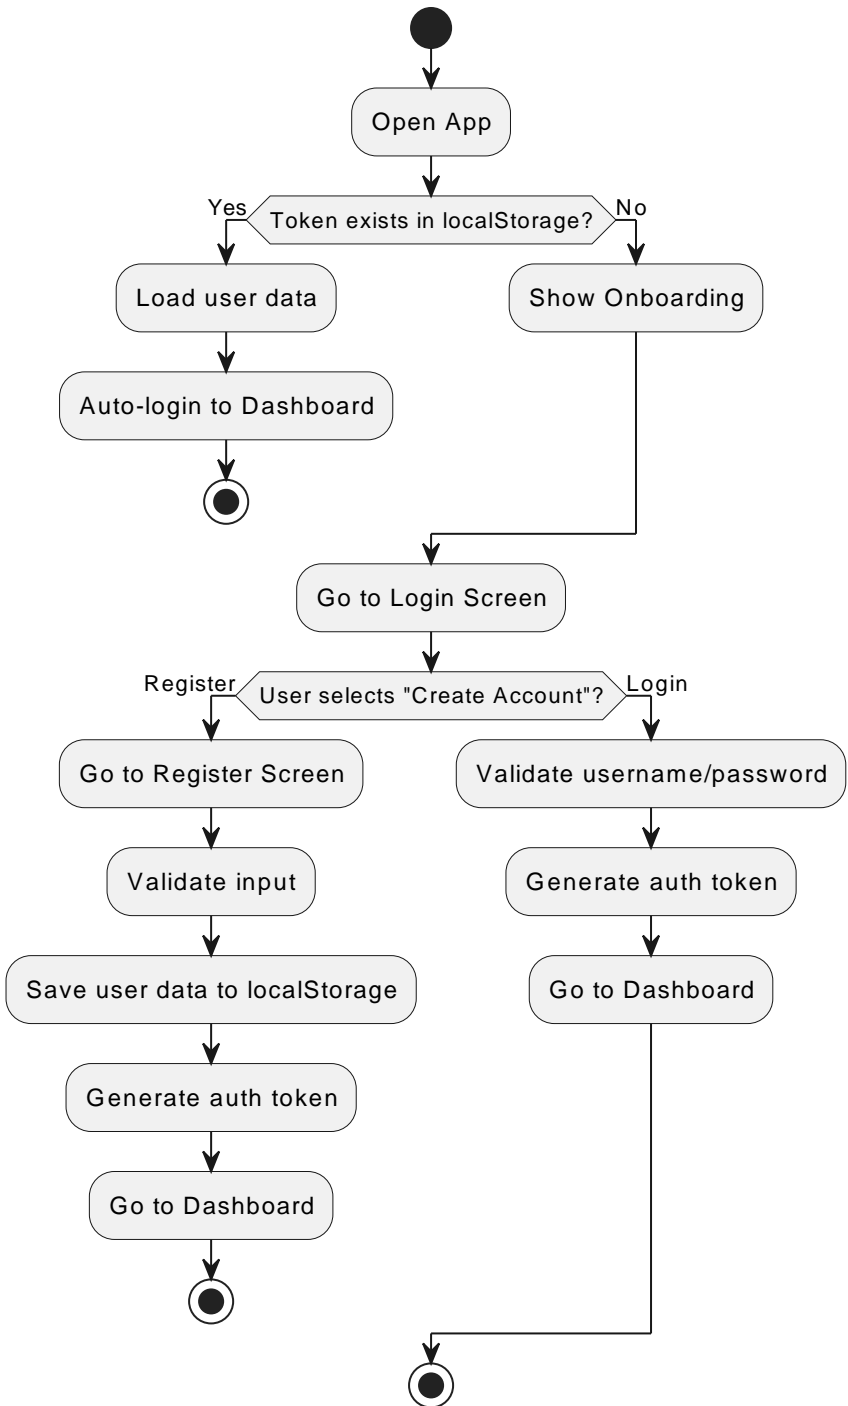 Open App
Yes
Token exists in localStorage?
No
Load user data
Show Onboarding
Auto-login to Dashboard
Go to Login Screen
Register
User selects "Create Account"?
Login
Go to Register Screen
Validate username/password
Validate input
Generate auth token
Save user data to localStorage
Go to Dashboard
Generate auth token
Go to Dashboard